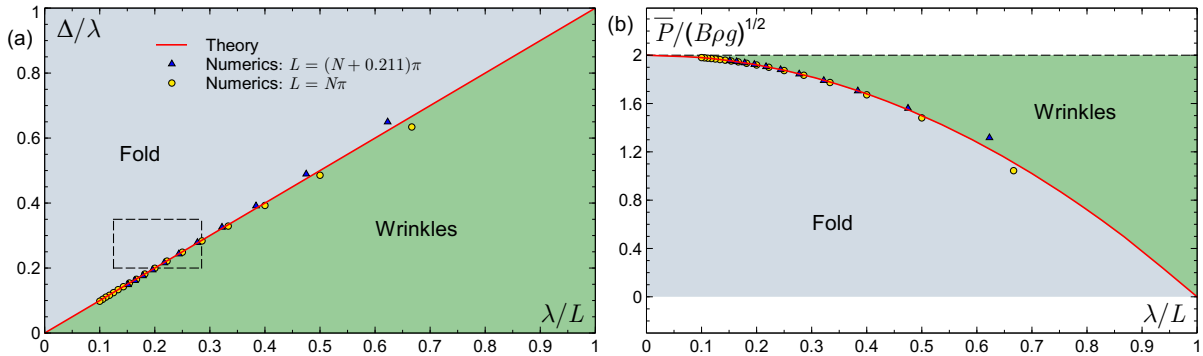 (a)
Δ/λ
Theory
Numerics: L = (N + 0.211)π
Numerics: L = Nπ
Fold
Wrinkles
λ/L
1
0.8
0.6
0.4
0.2
0
0 0.1 0.2 0.3 0.4 0.5 0.6 0.7 0.8 0.9 1
(b)
P̅/(Bρg)^{1/2}
Wrinkles
Fold
λ/L
2
1.6
1.2
0.8
0.4
0
0 0.1 0.2 0.3 0.4 0.5 0.6 0.7 0.8 0.9 1